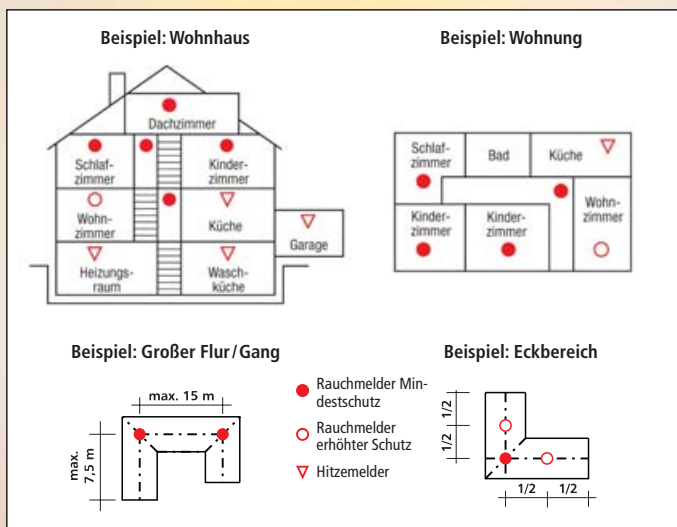 Beispiel: Wohnhaus
Dachzimmer
Schlaf-
zimmer
Kinder-
zimmer
Wohn-
zimmer
Küche
Garage
Heizungs-
raum
Wasch-
küche
Beispiel: Wohnung
Schlaf-
zimmer
Bad
Küche
Wohn-
zimmer
Kinder-
zimmer
Kinder-
zimmer
Beispiel: Großer Flur/Gang
max. 15 m
max.
7,5 m
Rauchmelder Min-
destschutz
Rauchmelder
erhöhter Schutz
Hitzemelder
Beispiel: Eckbereich
1/2
1/2
1/2
1/2